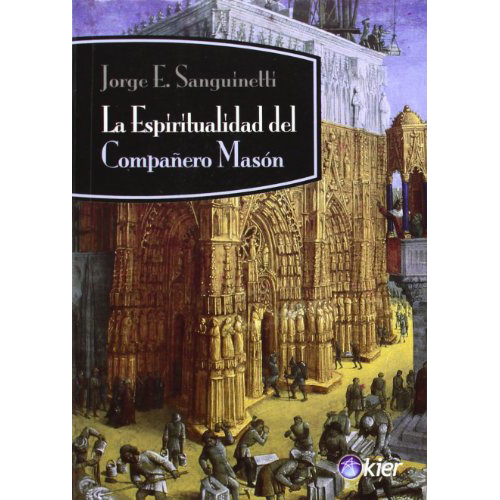 Jorge E. Sanguinetti
La Espiritualidad del
Compañero Masón
kier